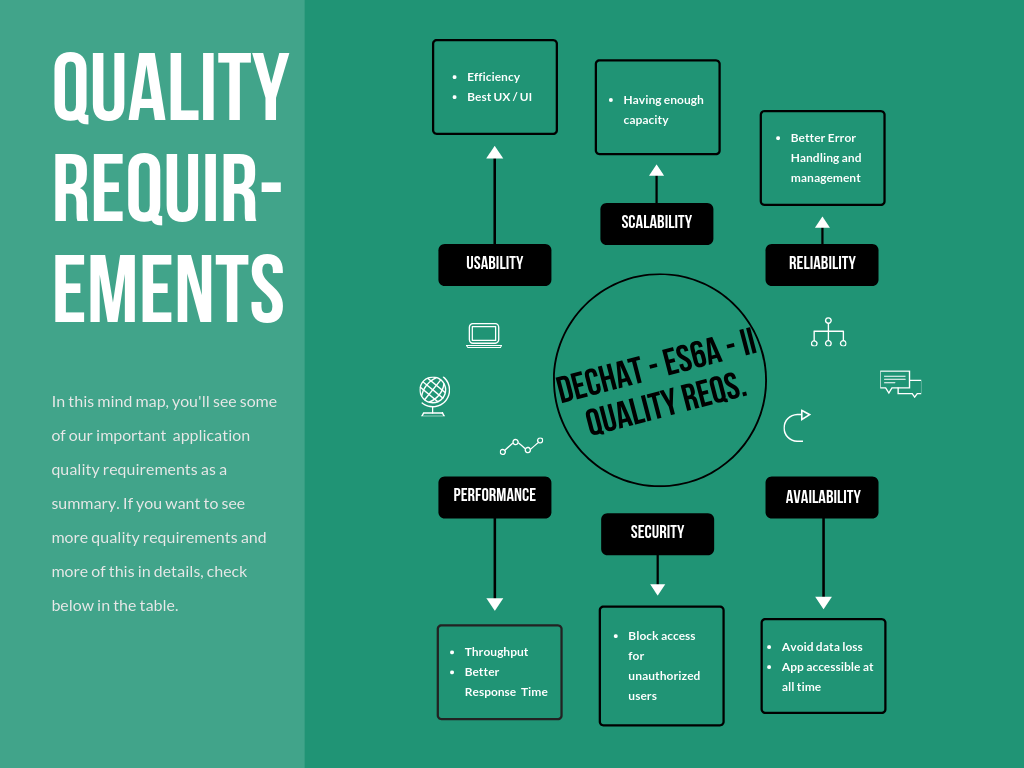 QUALITY
REQUIR-
EMENTS
In this mind map, you'll see some
of our important application
quality requirements as a
summary. If you want to see
more quality requirements and
more of this in details, check
below in the table.
• Efficiency
• Best UX / UI
USABILITY
• Having enough
capacity
SCALABILITY
• Better Error
Handling and
management
RELIABILITY
DECHAT - ES6A - II
QUALITY REQS.
PERFORMANCE
• Throughput
• Better
Response Time
SECURITY
• Block access
for
unauthorized
users
AVAILABILITY
• Avoid data loss
• App accessible at
all time